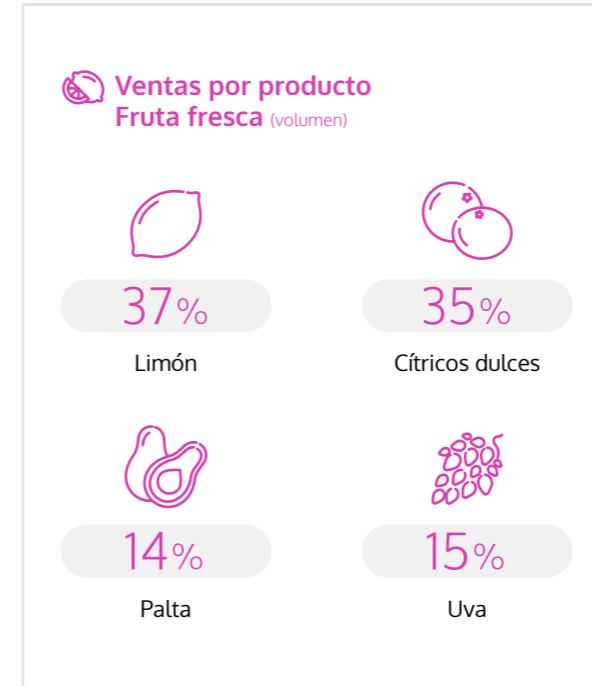 Ventas por producto
Fruta fresca (volumen)
37%
35%
Limón
Cítricos dulces
14%
15%
Palta
Uva